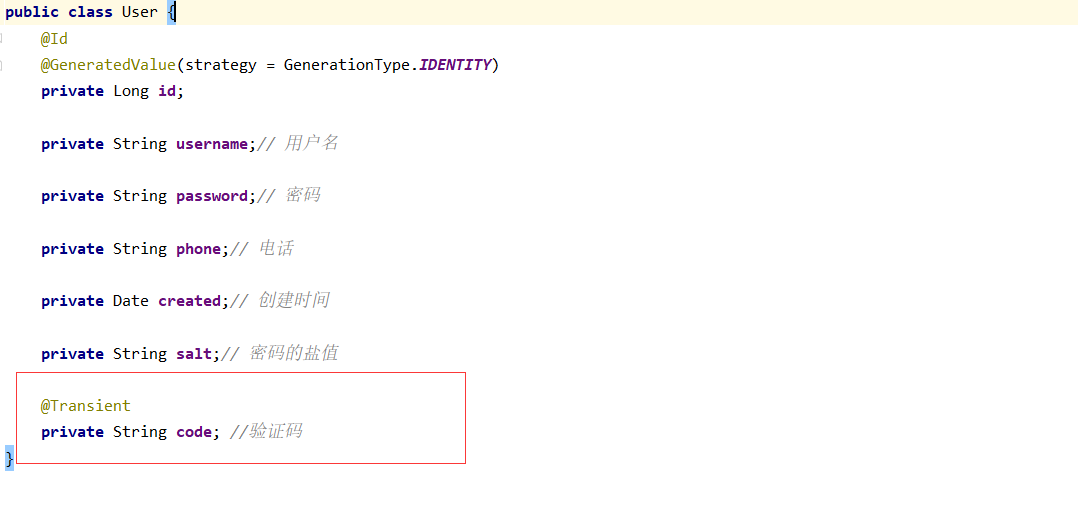 public class User {
@Id
@GeneratedValue(strategy = GenerationType.IDENTITY)
private Long id;
private String username;// 用户名
private String password;// 密码
private String phone;// 电话
private Date created;// 创建时间
private String salt;// 密码的盐值
@Transient
private String code; //验证码
}